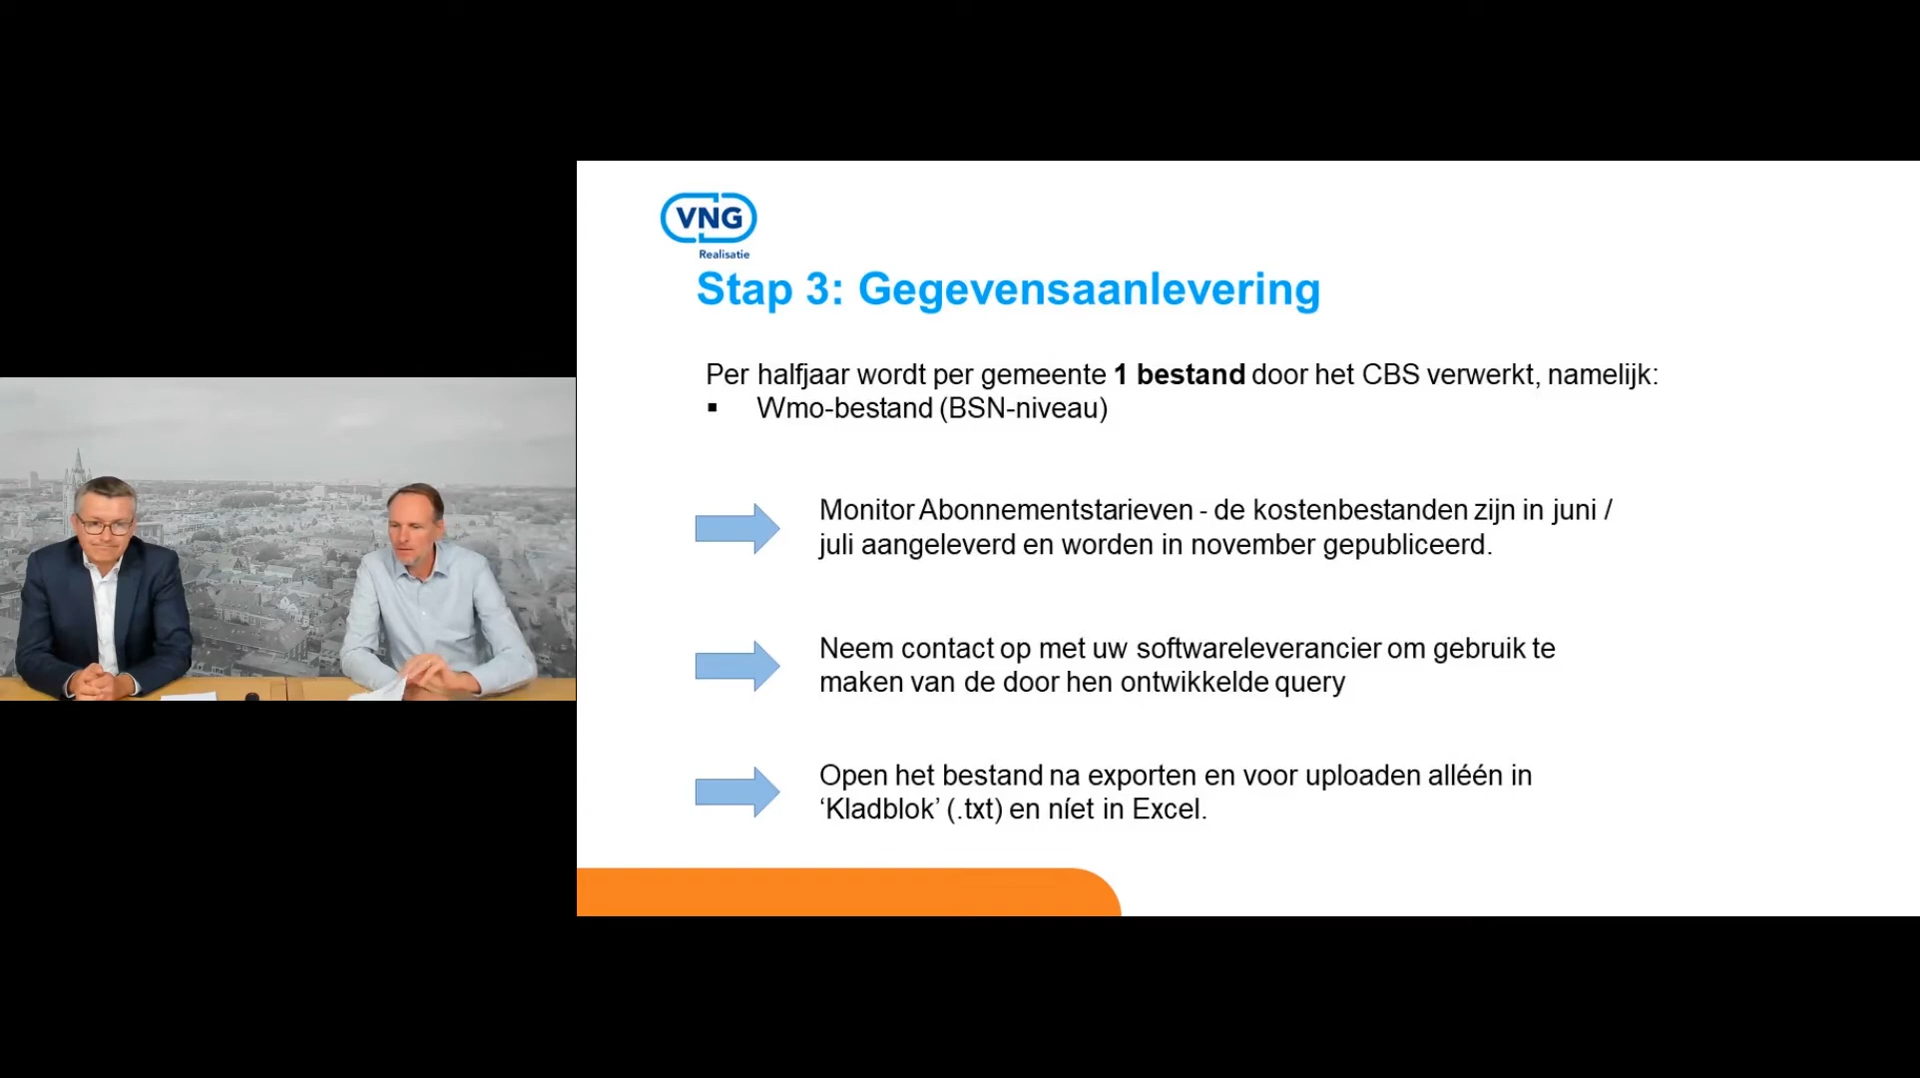 VNG
Realisatie
Stap 3: Gegevensaanlevering
Per halfjaar wordt per gemeente 1 bestand door het CBS verwerkt, namelijk:
▪ Wmo-bestand (BSN-niveau)
Monitor Abonnementstarieven - de kostenbestanden zijn in juni /
juli aangeleverd en worden in november gepubliceerd.
Neem contact op met uw softwareleverancier om gebruik te
maken van de door hen ontwikkelde query
Open het bestand na exporten en voor uploaden alléén in
‘Kladblok’ (.txt) en níet in Excel.